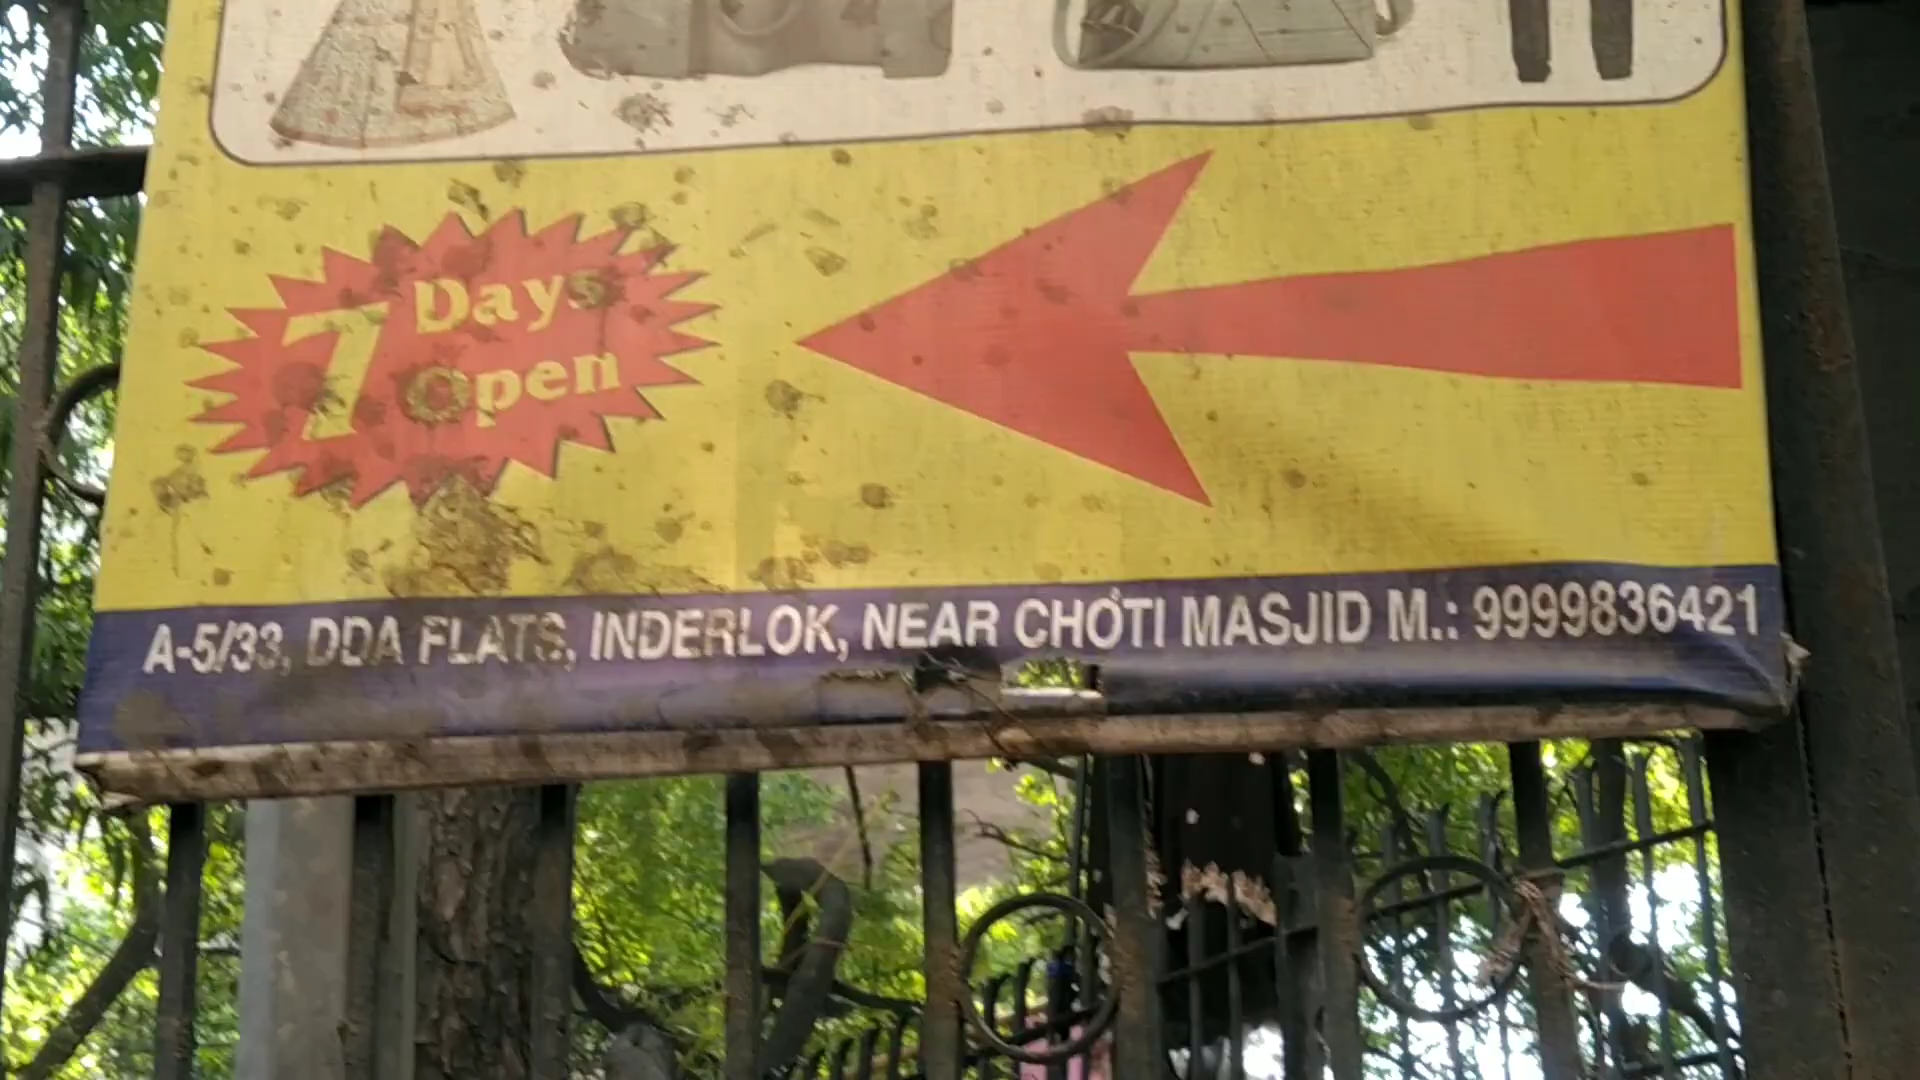 7 Days
Open
A-5/33, DDA FLATS, INDERLOK, NEAR CHOTI MASJID M.: 9999836421